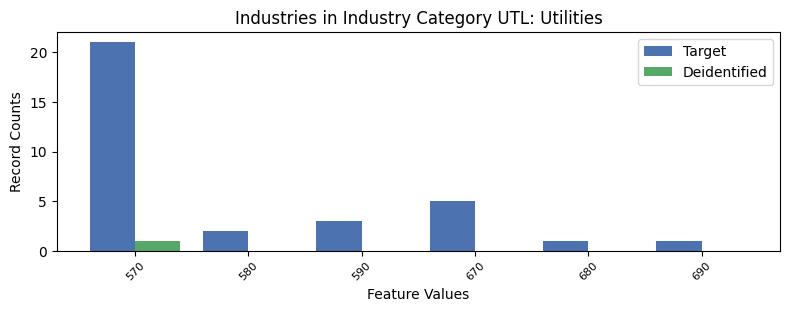 Industries in Industry Category UTL: Utilities
Target
Deidentified
Record Counts
20
15
10
5
0
570
580
590
670
680
690
Feature Values